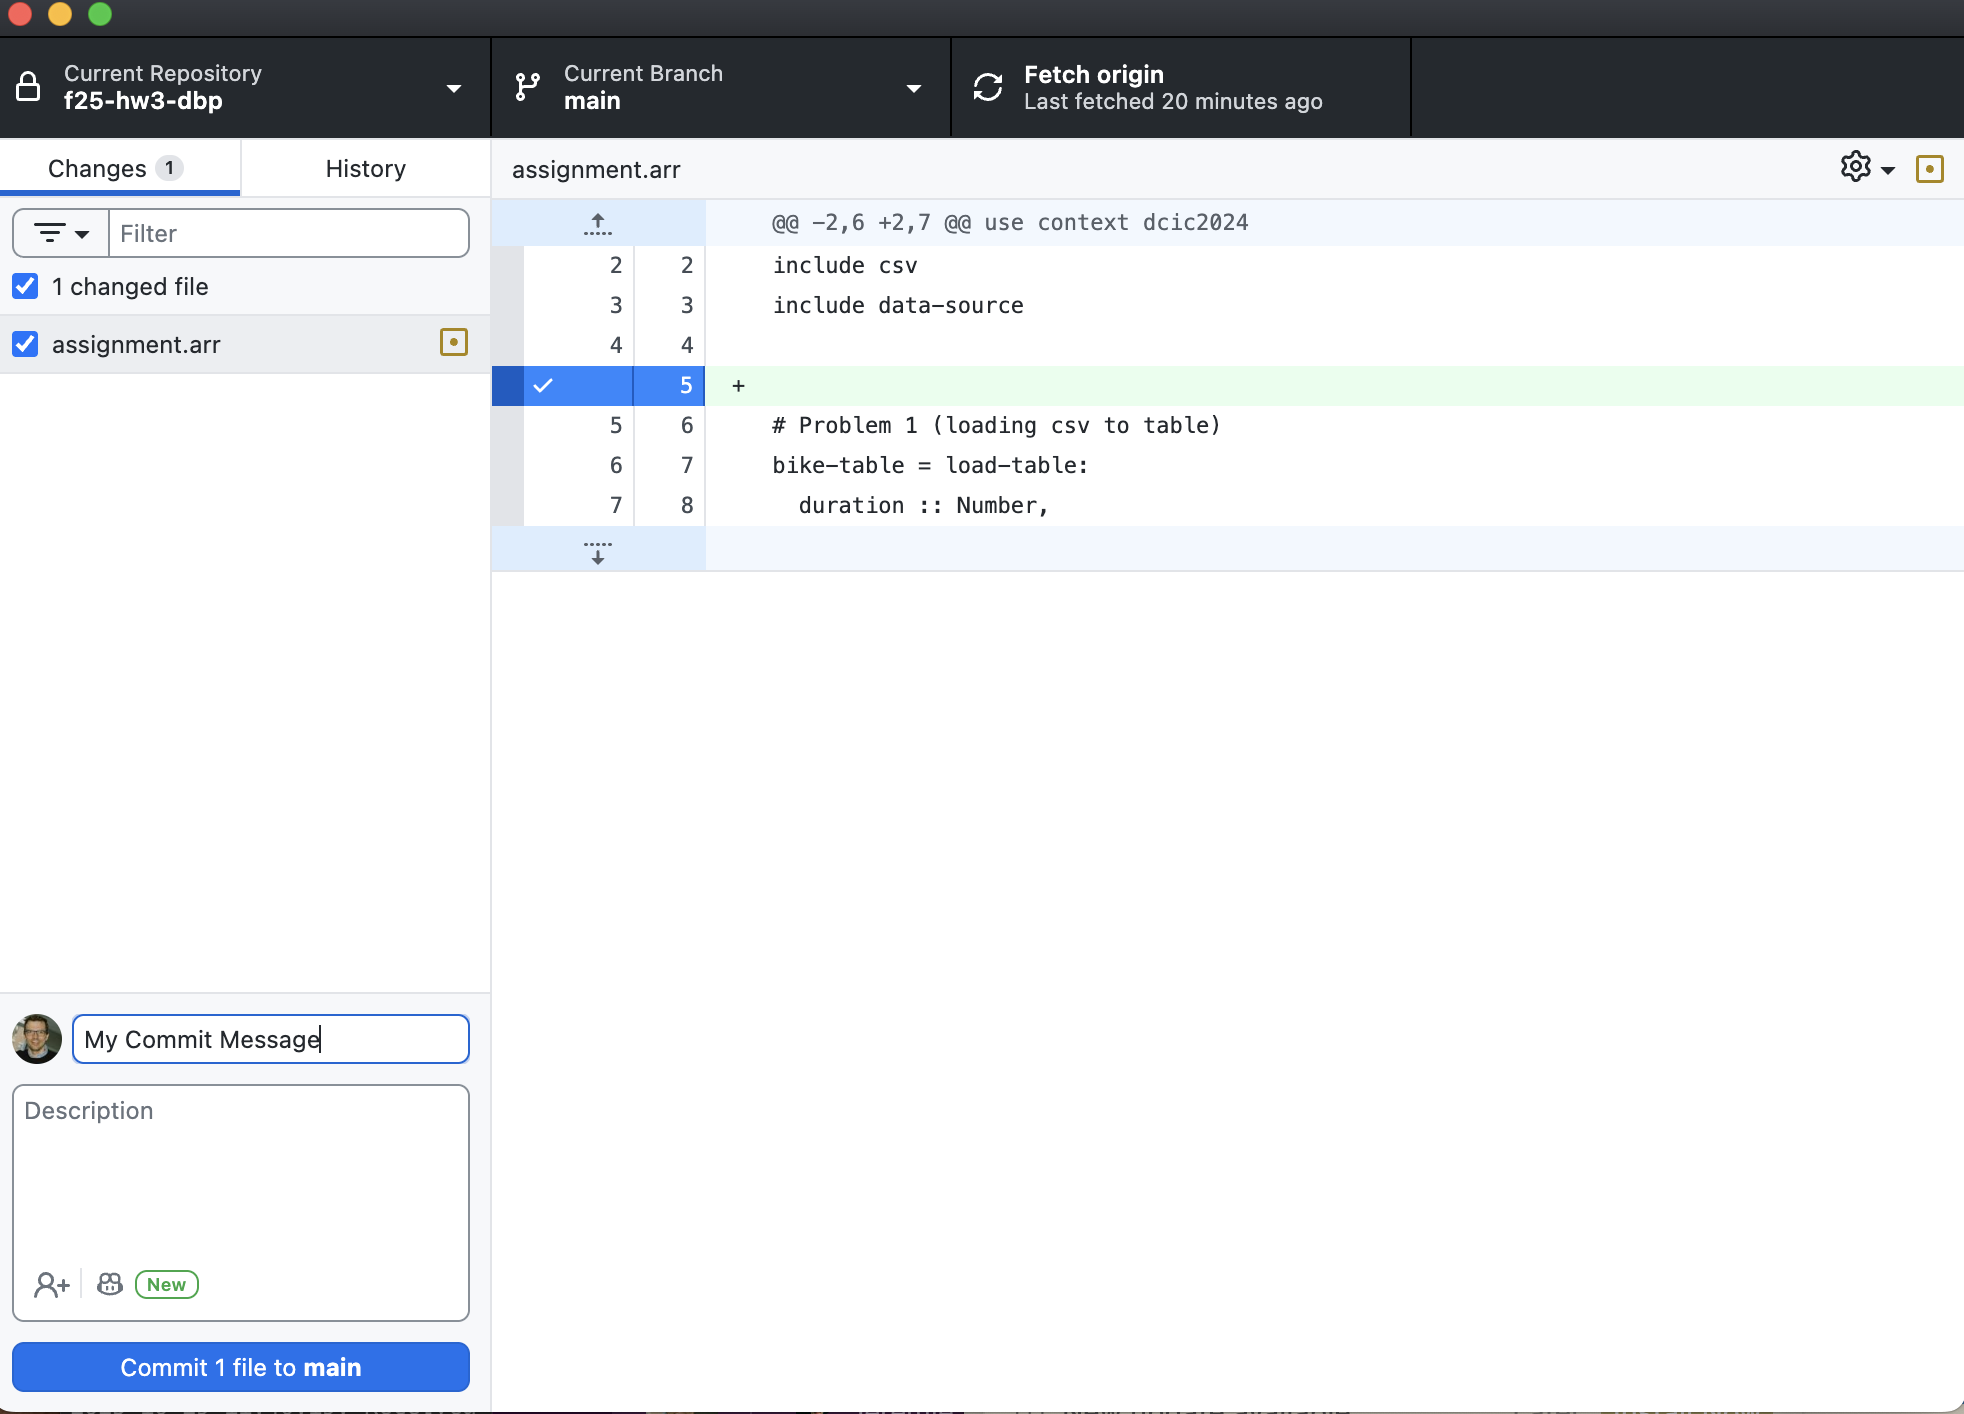 Current Repository
f25-hw3-dbp
Current Branch
main
Fetch origin
Last fetched 20 minutes ago
Changes 1
History
Filter
1 changed file
assignment.arr
assignment.arr
@@ -2,6 +2,7 @@ use context dcic2024
2 2 include csv
3 3 include data-source
4 4
5 +
5 6 # Problem 1 (loading csv to table)
6 7 bike-table = load-table:
7 8 duration :: Number,
My Commit Message
Description
New
Commit 1 file to main